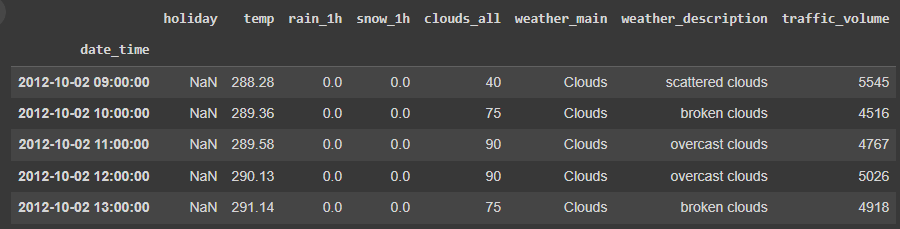 holiday temp rain_1h snow_1h clouds_all weather_main weather_description traffic_volume
date_time
2012-10-02 09:00:00 NaN 288.28 0.0 0.0 40 Clouds scattered clouds 5545
2012-10-02 10:00:00 NaN 289.36 0.0 0.0 75 Clouds broken clouds 4516
2012-10-02 11:00:00 NaN 289.58 0.0 0.0 90 Clouds overcast clouds 4767
2012-10-02 12:00:00 NaN 290.13 0.0 0.0 90 Clouds overcast clouds 5026
2012-10-02 13:00:00 NaN 291.14 0.0 0.0 75 Clouds broken clouds 4918